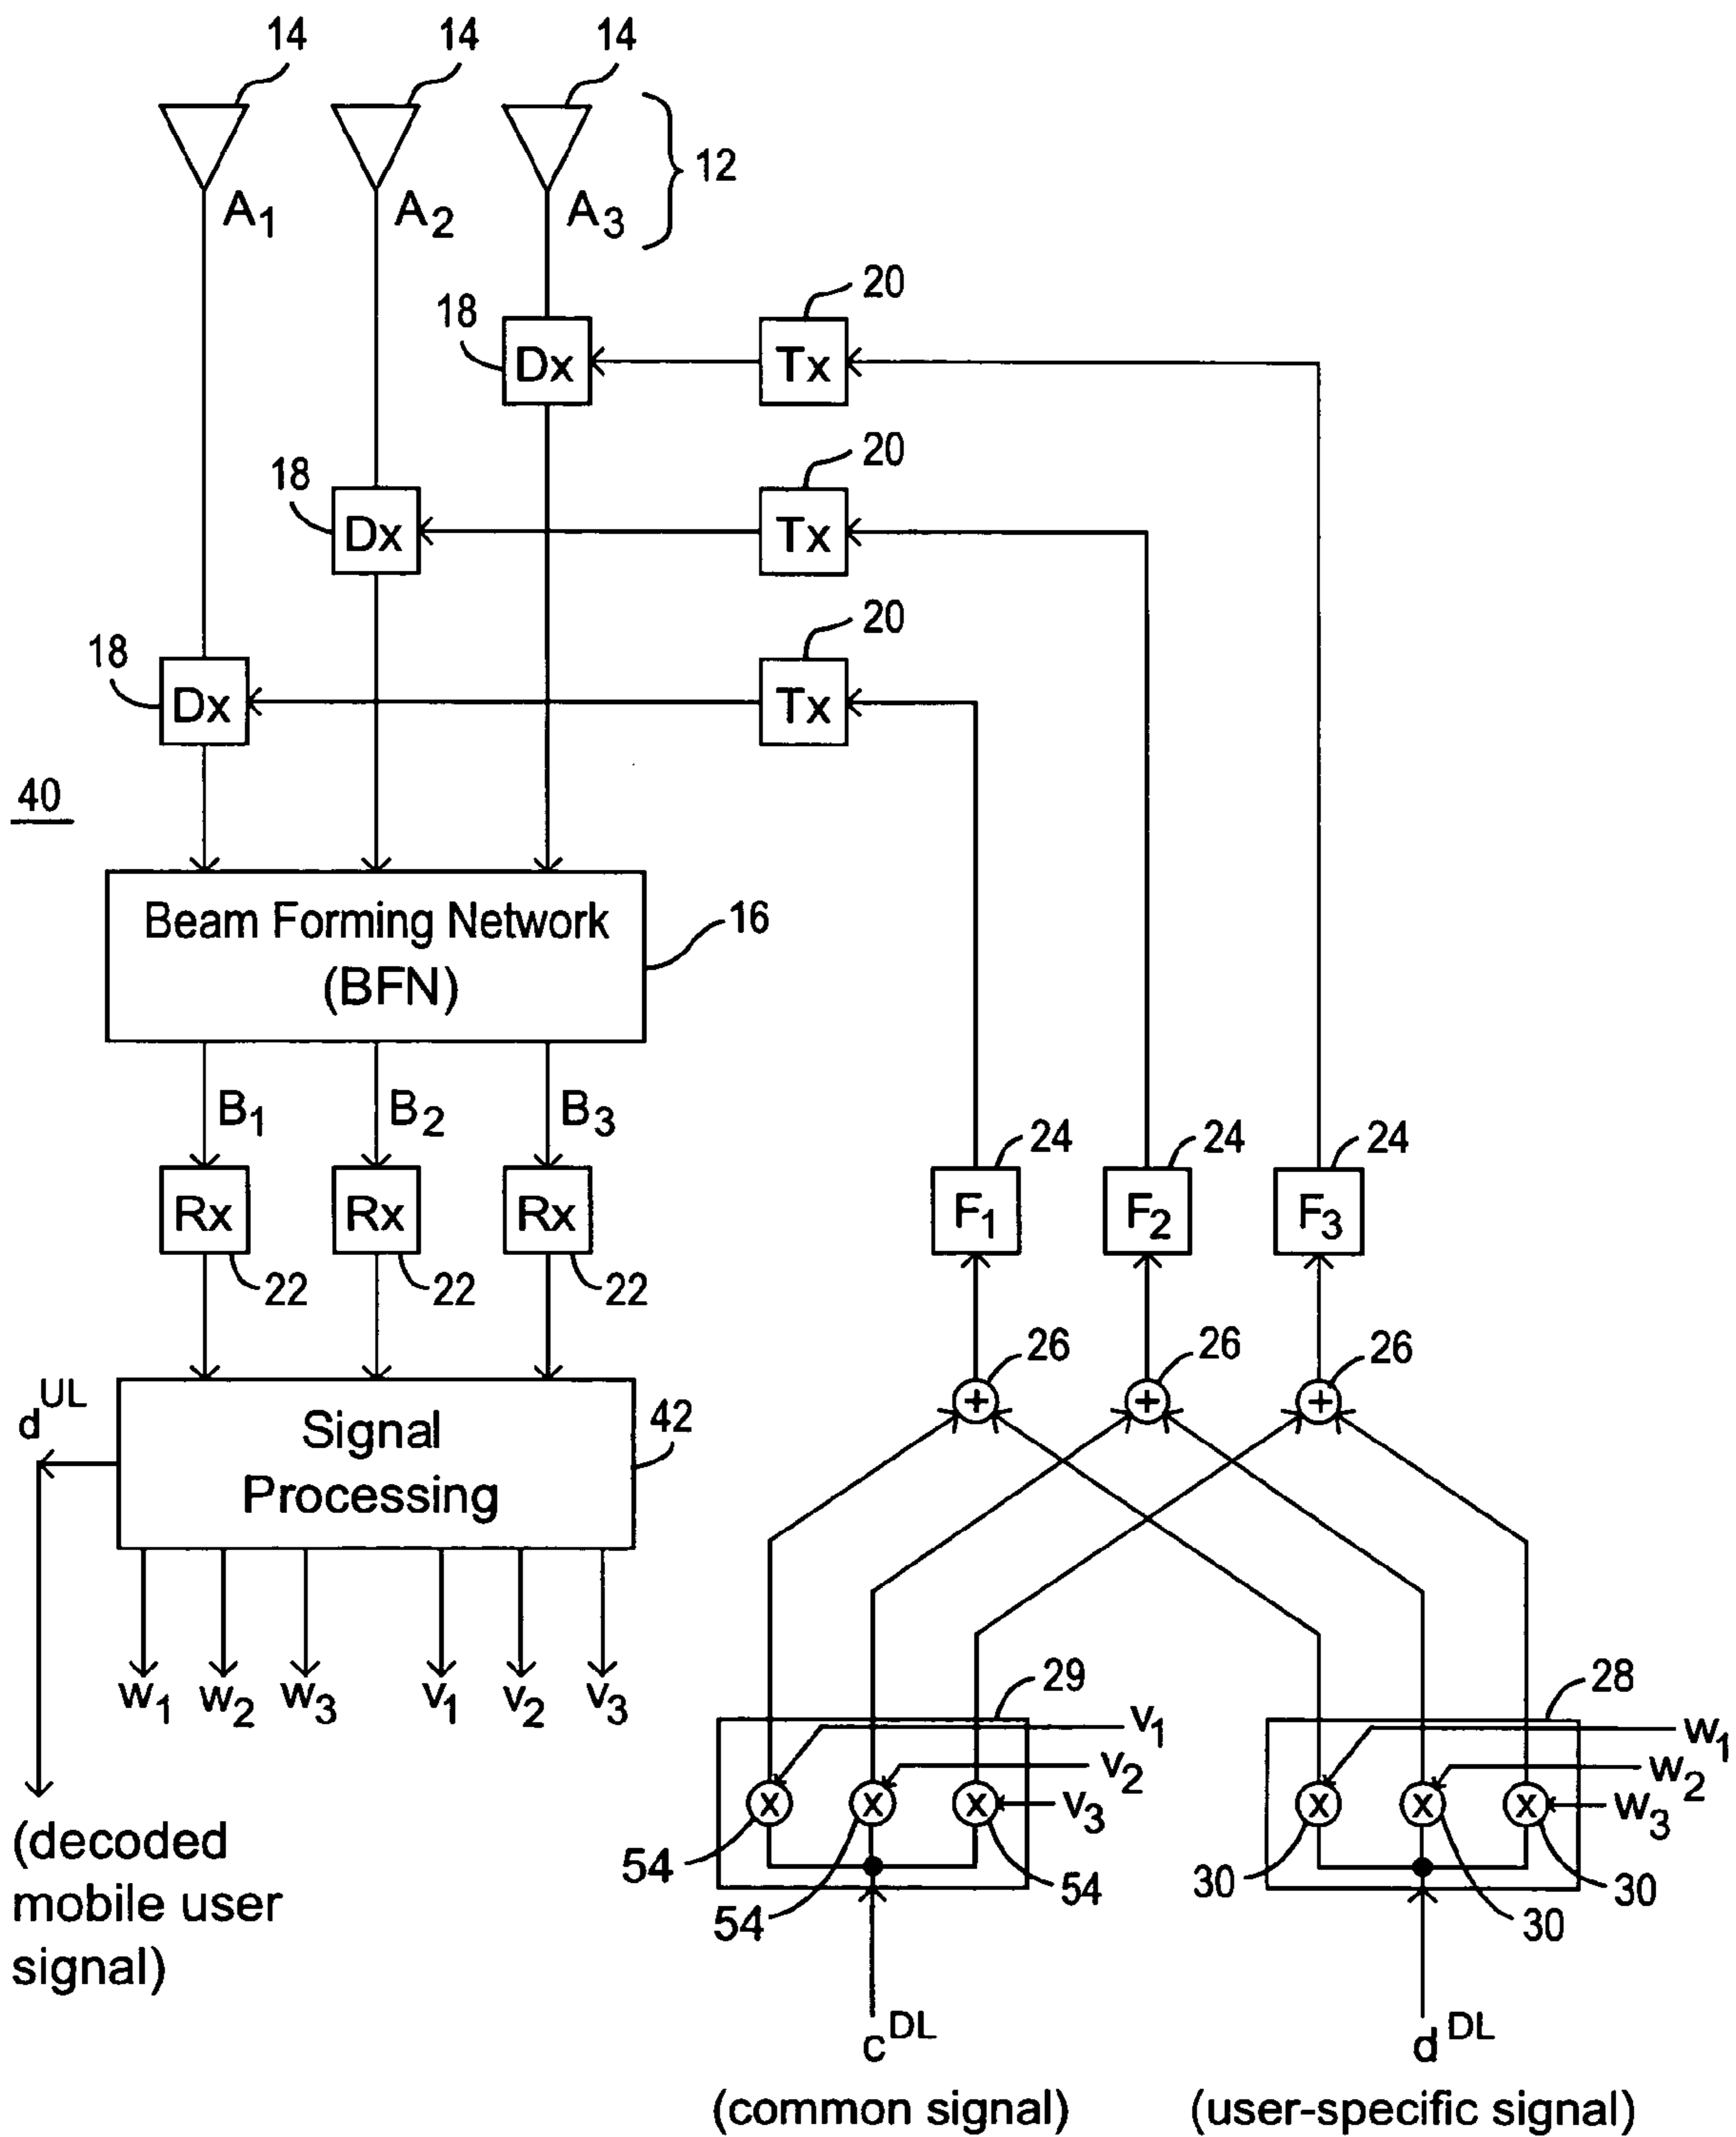 14 14 14
12
A1 A2 A3
20
18 Dx Tx
20
18 Dx Tx
20
18 Dx Tx
40
Beam Forming Network
(BFN)
16
B1 B2 B3
24 24 24
Rx Rx Rx
F1 F2 F3
22 22 22
26 26 26
+ + +
dUL
Signal
Processing
42
w1 w2 w3 v1 v2 v3
29 28
v1 w1
v2 w2
x x x v3
x x x w3
54 54 54
30 30 30
(decoded
mobile user
signal)
cDL dDL
(common signal) (user-specific signal)